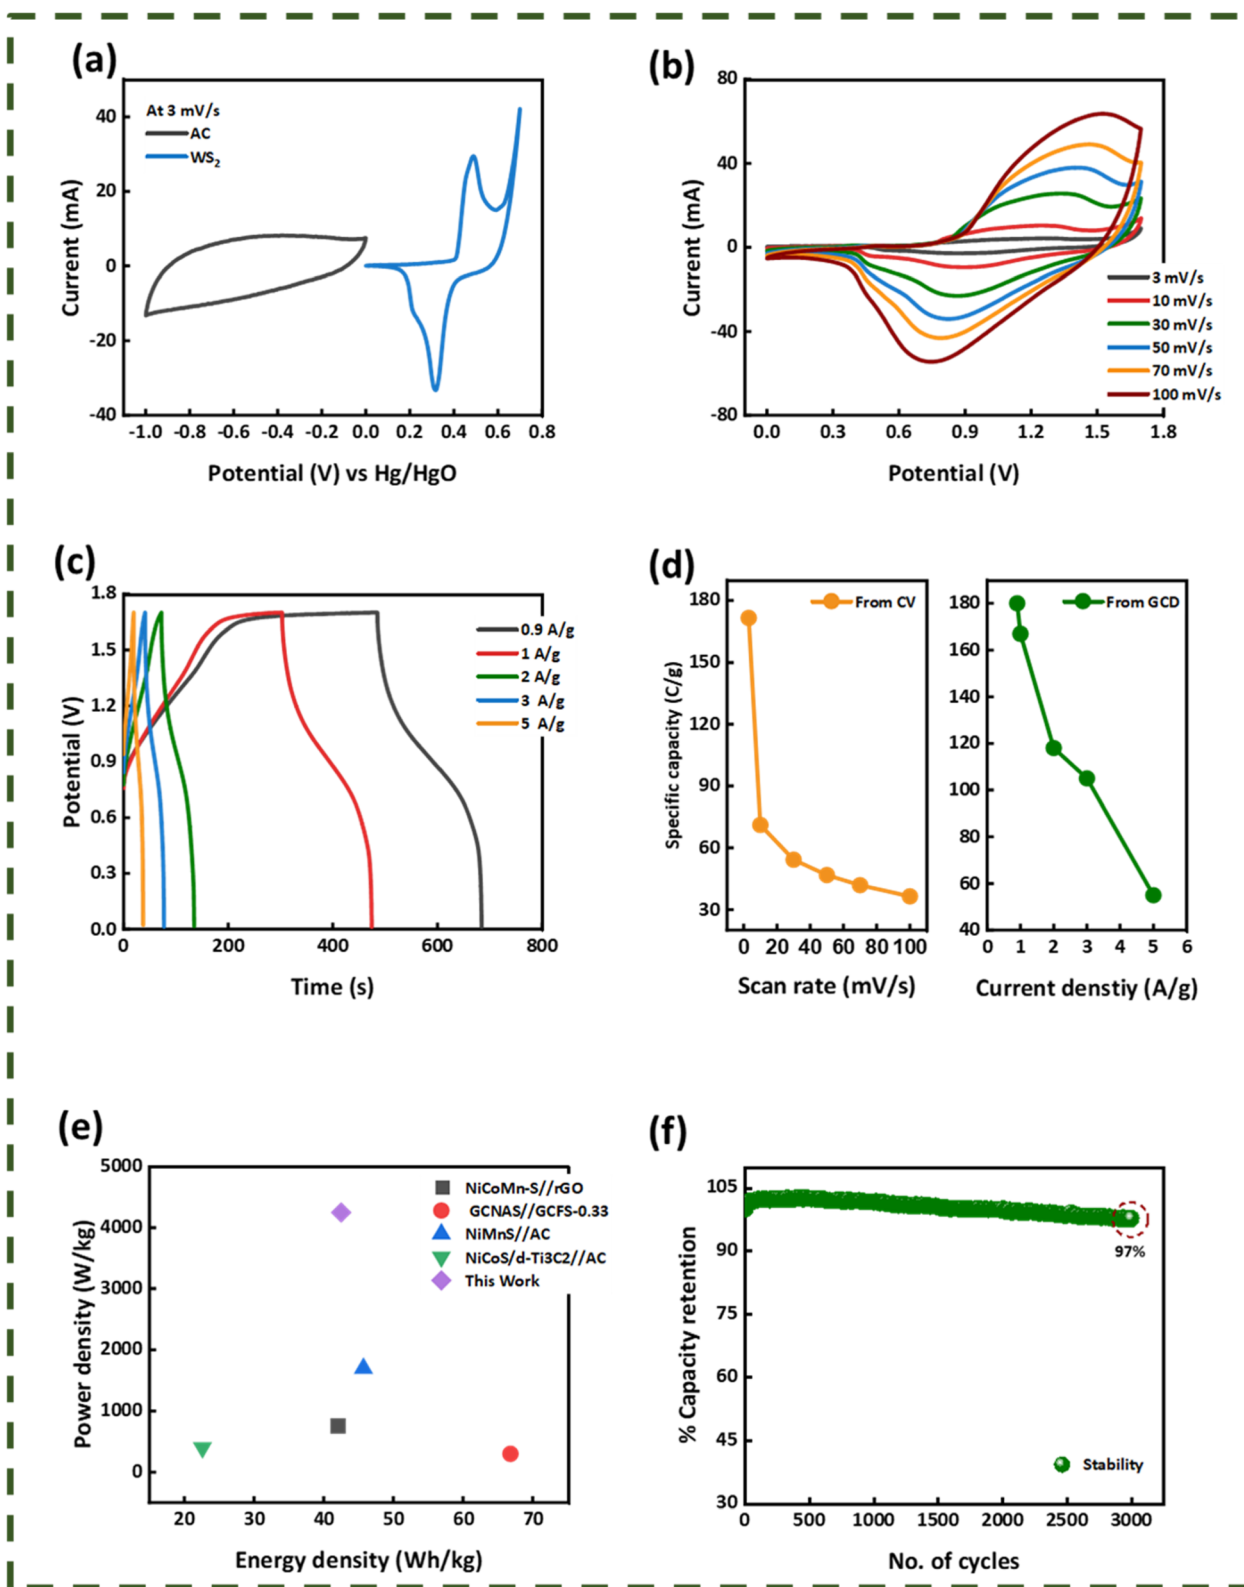 (a)
At 3 mV/s
AC
WS2
40
20
0
-20
-40
-1.0 -0.8 -0.6 -0.4 -0.2 0.0 0.2 0.4 0.6 0.8
Current (mA)
Potential (V) vs Hg/HgO
(b)
80
40
0
-40
-80
0.0 0.3 0.6 0.9 1.2 1.5 1.8
3 mV/s
10 mV/s
30 mV/s
50 mV/s
70 mV/s
100 mV/s
Current (mA)
Potential (V)
(c)
1.8
1.5
1.2
0.9
0.6
0.3
0.0
0 200 400 600 800
0.9 A/g
1 A/g
2 A/g
3 A/g
5 A/g
Potential (V)
Time (s)
(d)
From CV
180
150
120
90
60
30
0 20 40 60 80 100
Specific capacity (C/g)
Scan rate (mV/s)
From GCD
180
160
140
120
100
80
60
40
0 1 2 3 4 5 6
Current denstiy (A/g)
(e)
5000
4000
3000
2000
1000
0
20 30 40 50 60 70
NiCoMn-S//rGO
GCNAS//GCFS-0.33
NiMnS//AC
NiCoS/d-Ti3C2//AC
This Work
Power density (W/kg)
Energy density (Wh/kg)
(f)
105
90
75
60
45
30
0 500 1000 1500 2000 2500 3000
97%
Stability
% Capacity retention
No. of cycles